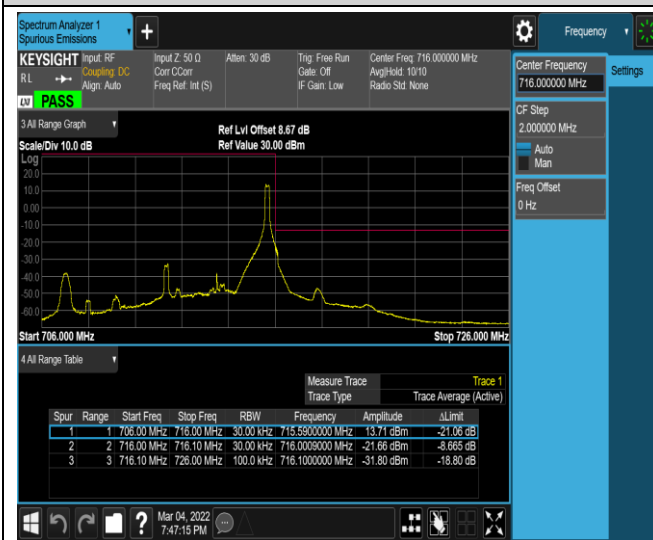 Spectrum Analyzer 1
Spurious Emissions
Frequency
KEYSIGHT
Input: RF
Coupling: DC
Align: Auto
Input Z: 50 Ω
Corr CCorr
Freq Ref: Int (S)
Atten: 30 dB
Trig: Free Run
Gate: Off
IF Gain: Low
Center Freq: 716.000000 MHz
Avg|Hold: 10/10
Radio Std: None
R L
LXI
PASS
Center Frequency
716.000000 MHz
Settings
CF Step
2.000000 MHz
Auto
Man
Freq Offset
0 Hz
3 All Range Graph
Ref Lvl Offset 8.67 dB
Scale/Div 10.0 dB
Ref Value 30.00 dBm
Log
20.0
10.0
0.00
-10.0
-20.0
-30.0
-40.0
-50.0
-60.0
Start 706.000 MHz
Stop 726.000 MHz
4 All Range Table
Measure Trace Trace 1
Trace Type Trace Average (Active)
Spur Range Start Freq Stop Freq RBW Frequency Amplitude ΔLimit
1 1 706.00 MHz 716.00 MHz 30.00 kHz 715.5900000 MHz 13.71 dBm -21.06 dB
2 2 716.00 MHz 716.10 MHz 30.00 kHz 716.0009000 MHz -21.66 dBm -8.665 dB
3 3 716.10 MHz 726.00 MHz 100.0 kHz 716.1000000 MHz -31.80 dBm -18.80 dB
Mar 04, 2022
7:47:15 PM